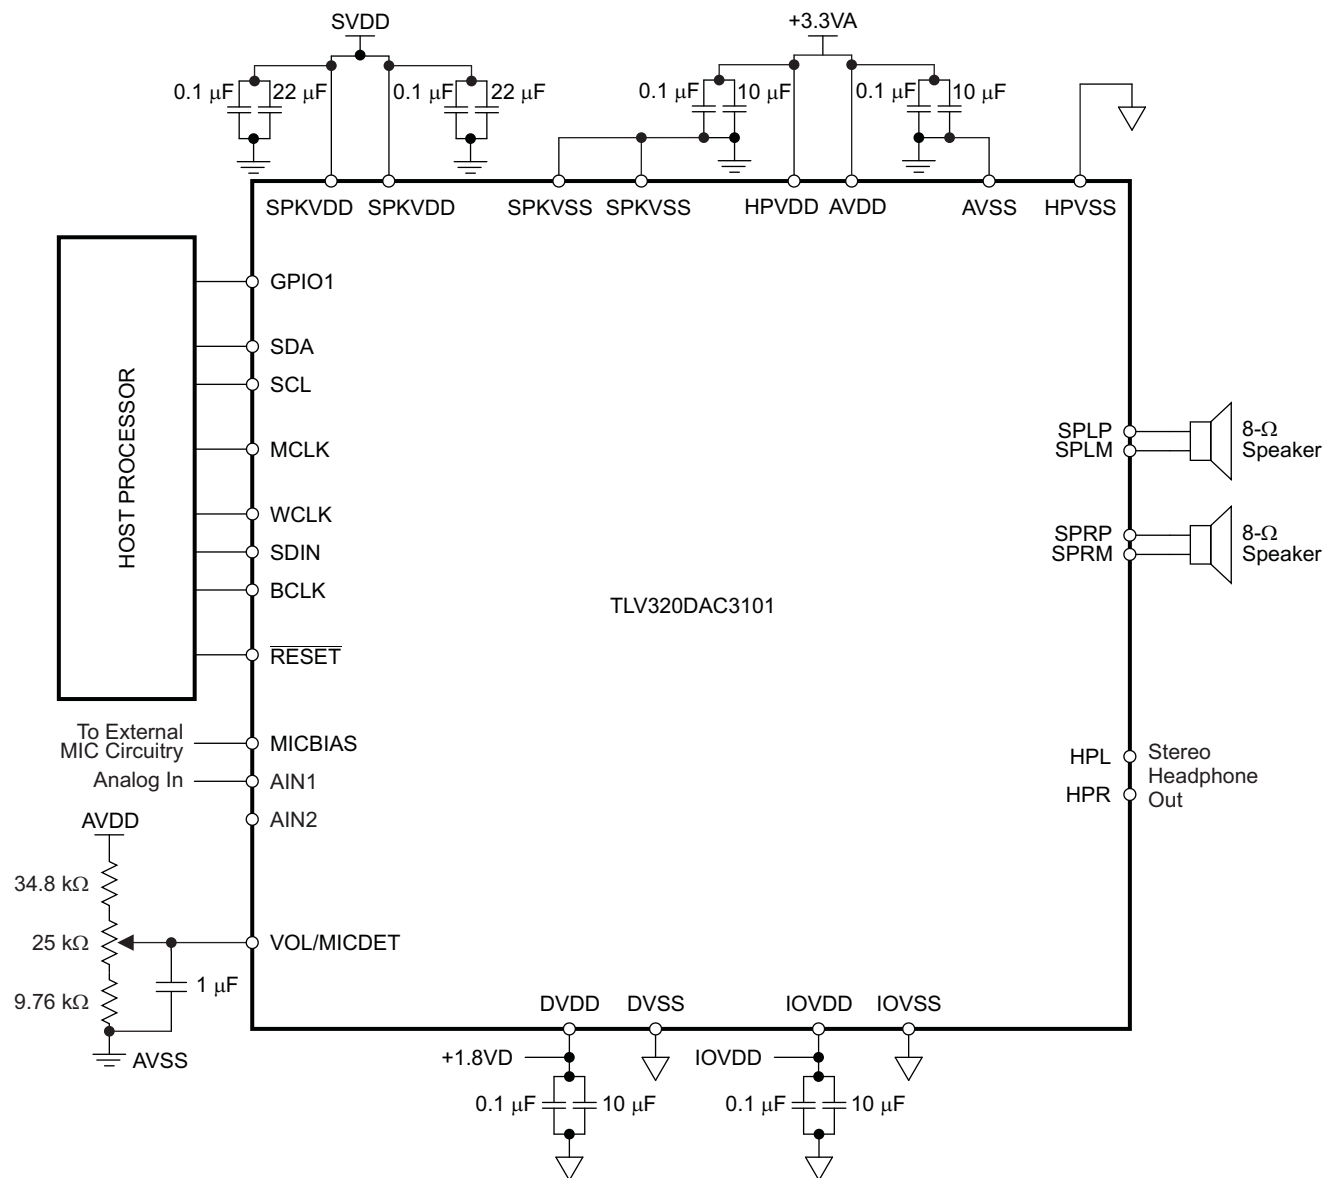 SVDD
+3.3VA
0.1 μF
22 μF
0.1 μF
22 μF
0.1 μF
10 μF
0.1 μF
10 μF
SPKVDD
SPKVDD
SPKVSS
SPKVSS
HPVDD
AVDD
AVSS
HPVSS
HOST PROCESSOR
GPIO1
SDA
SCL
MCLK
WCLK
SDIN
BCLK
RESET
To External
MIC Circuitry
MICBIAS
Analog In
AIN1
AIN2
AVDD
34.8 kΩ
25 kΩ
9.76 kΩ
VOL/MICDET
1 μF
AVSS
TLV320DAC3101
SPLP
SPLM
8-Ω
Speaker
SPRP
SPRM
8-Ω
Speaker
HPL
HPR
Stereo
Headphone
Out
DVDD
DVSS
IOVDD
IOVSS
+1.8VD
IOVDD
0.1 μF
10 μF
0.1 μF
10 μF